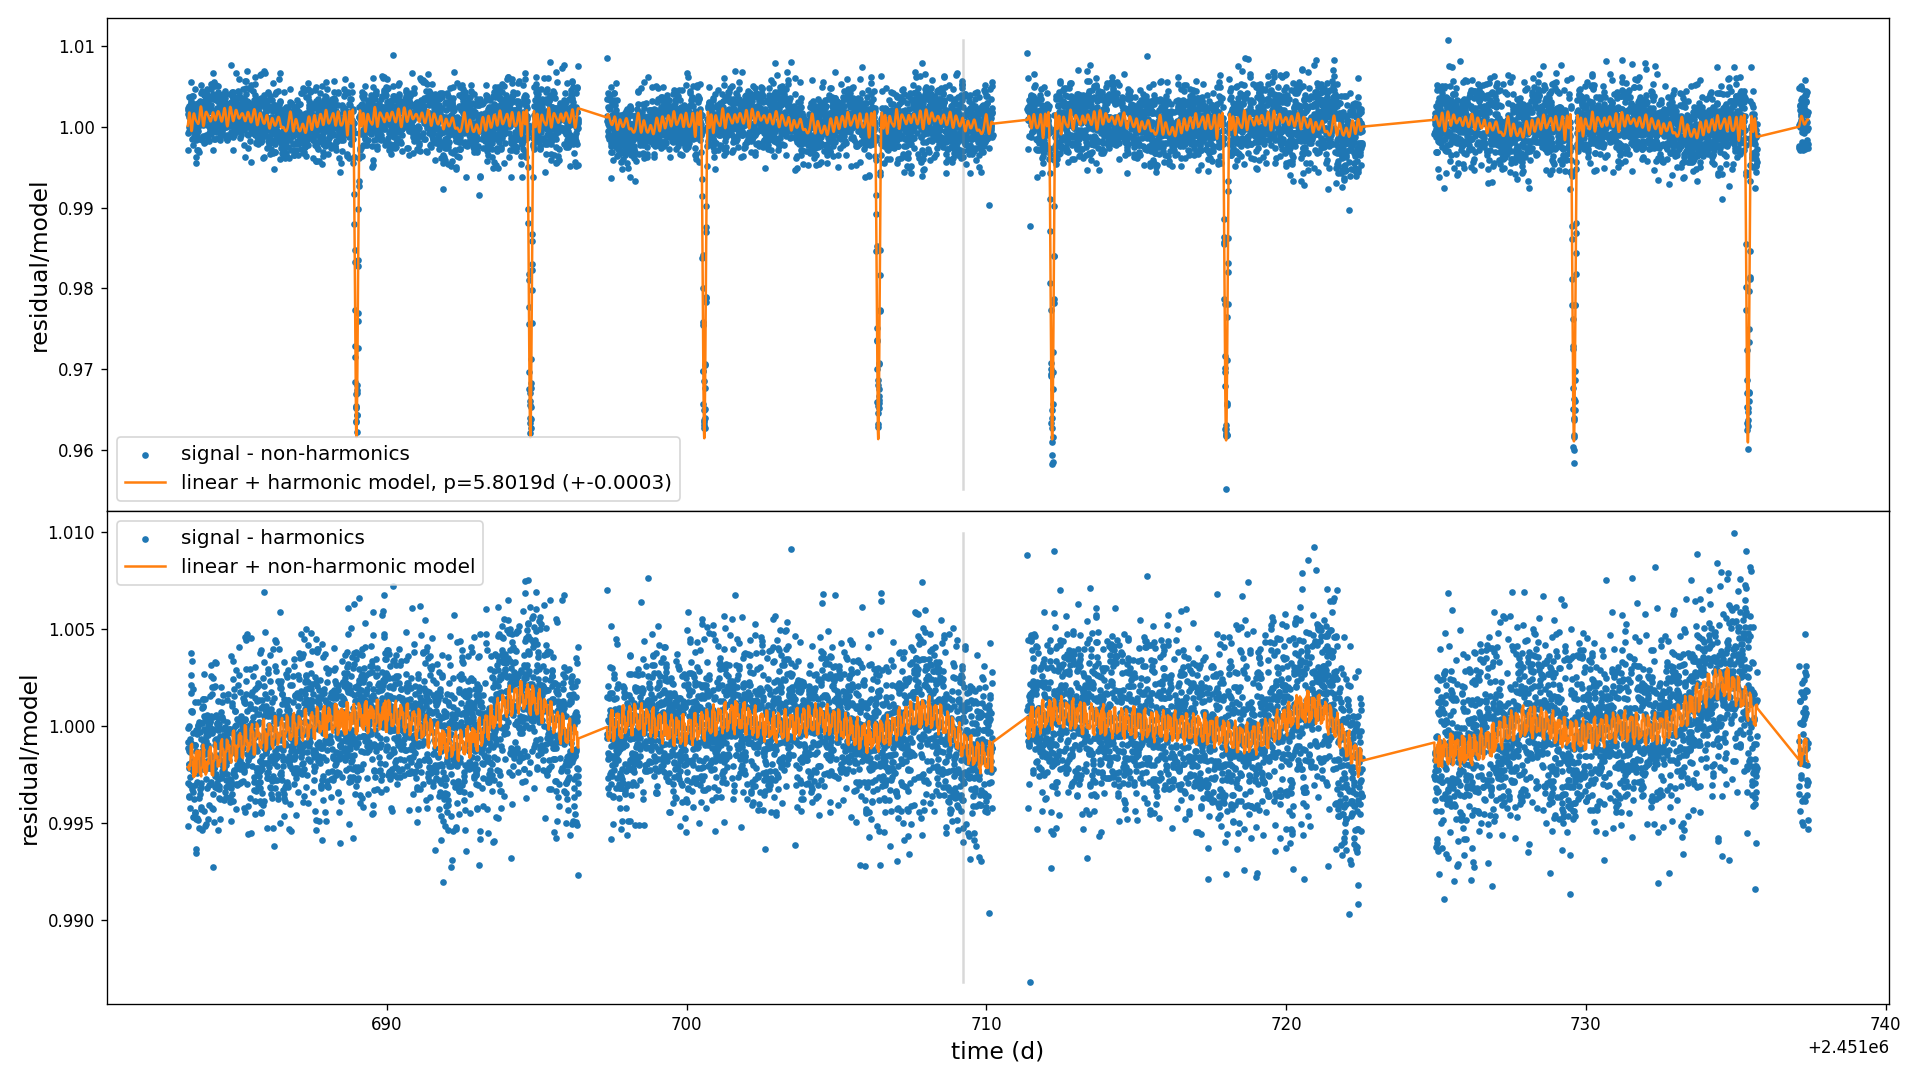 1.01
1.00
0.99
0.98
0.97
0.96
residual/model
signal - non-harmonics
linear + harmonic model, p=5.8019d (+-0.0003)
1.010
1.005
1.000
0.995
0.990
residual/model
signal - harmonics
linear + non-harmonic model
690 700 710 720 730 740
time (d)
+2.451e6